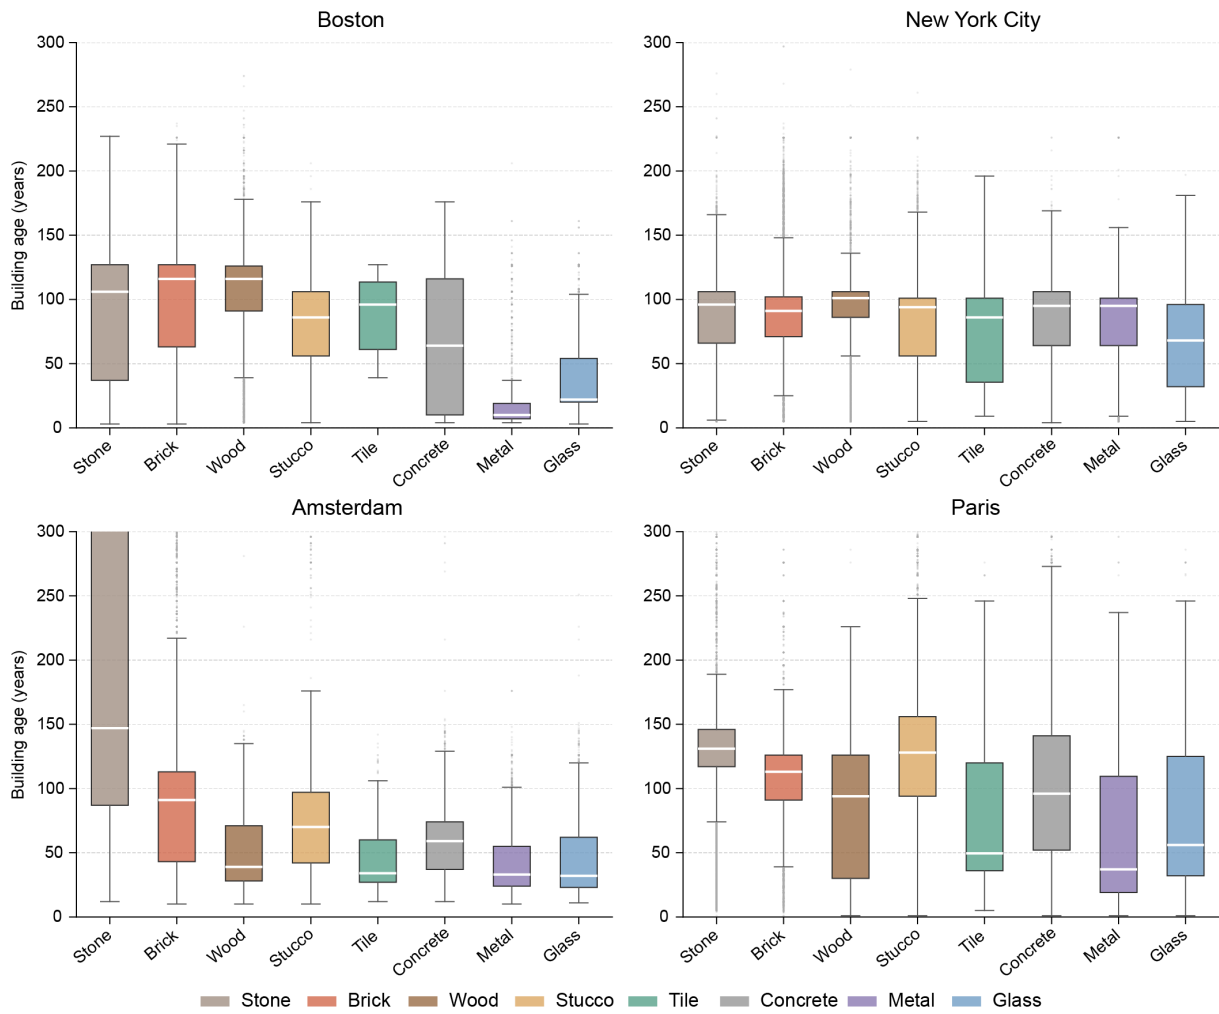 Boston
New York City
Building age (years)
300
250
200
150
100
50
0
300
250
200
150
100
50
0
Stone Brick Wood Stucco Tile Concrete Metal Glass
Stone Brick Wood Stucco Tile Concrete Metal Glass
Amsterdam
Paris
Building age (years)
300
250
200
150
100
50
0
300
250
200
150
100
50
0
Stone Brick Wood Stucco Tile Concrete Metal Glass
Stone Brick Wood Stucco Tile Concrete Metal Glass
Stone Brick Wood Stucco Tile Concrete Metal Glass